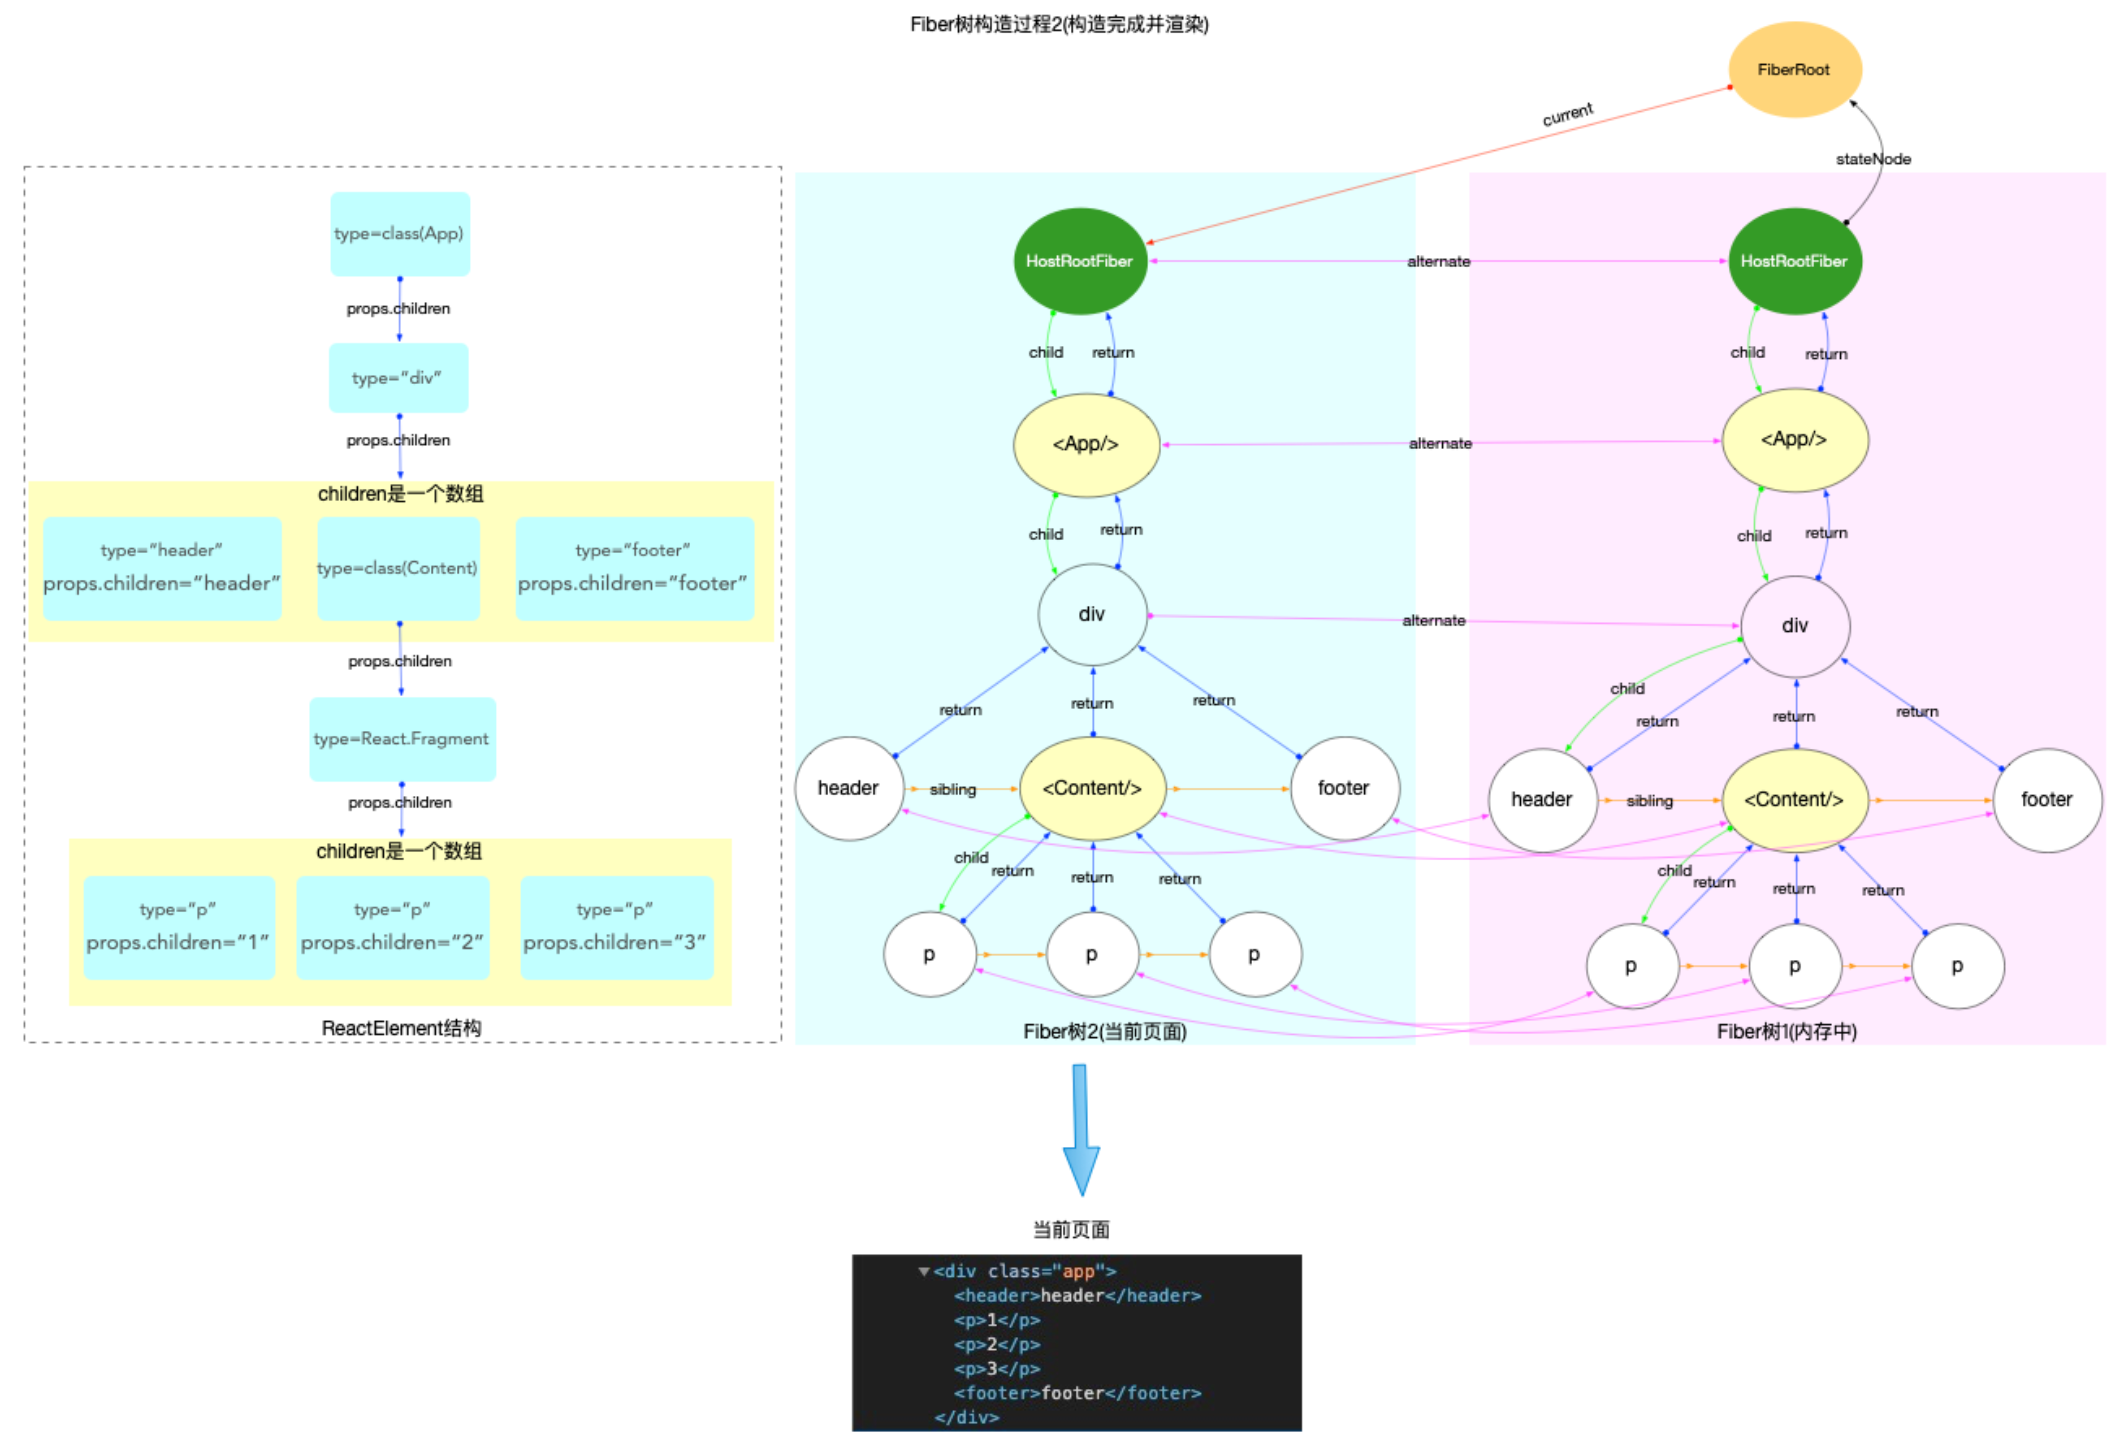 Fiber树构造过程2(构造完成并渲染)
FiberRoot
current
stateNode
type=class(App)
props.children
type="div"
props.children
children是一个数组
type="header"
props.children="header"
type=class(Content)
type="footer"
props.children="footer"
props.children
type=React.Fragment
props.children
children是一个数组
type="p"
props.children="1"
type="p"
props.children="2"
type="p"
props.children="3"
ReactElement结构
HostRootFiber
alternate
HostRootFiber
child
return
child
return
<App/>
alternate
<App/>
child
return
child
return
div
alternate
div
return
return
return
child
return
return
return
header
sibling
<Content/>
footer
header
sibling
<Content/>
footer
child
return
return
return
child
return
return
return
p
p
p
p
p
p
Fiber树2(当前页面)
Fiber树1(内存中)
当前页面
<div class="app">
<header>header</header>
<p>1</p>
<p>2</p>
<p>3</p>
<footer>footer</footer>
</div>